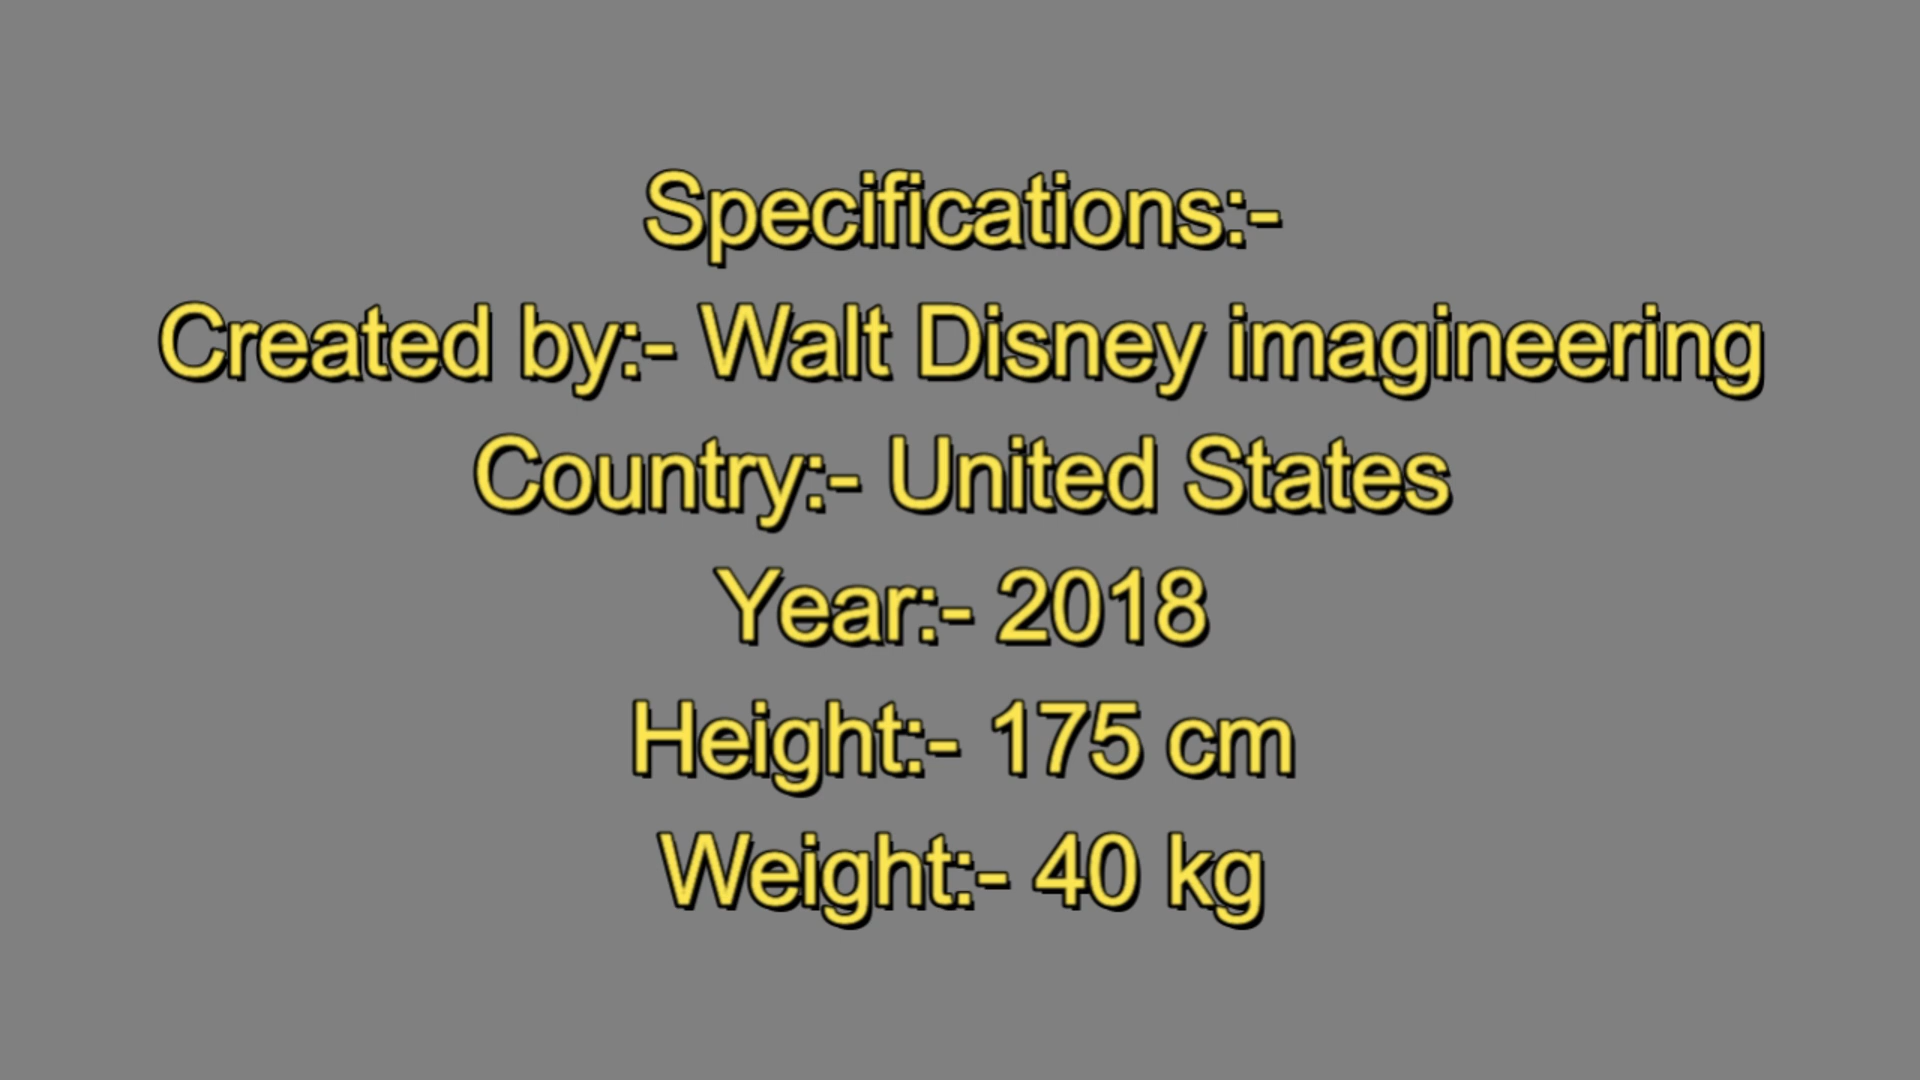 Specifications:-
Created by:- Walt Disney imagineering
Country:- United States
Year:- 2018
Height:- 175 cm
Weight:- 40 kg